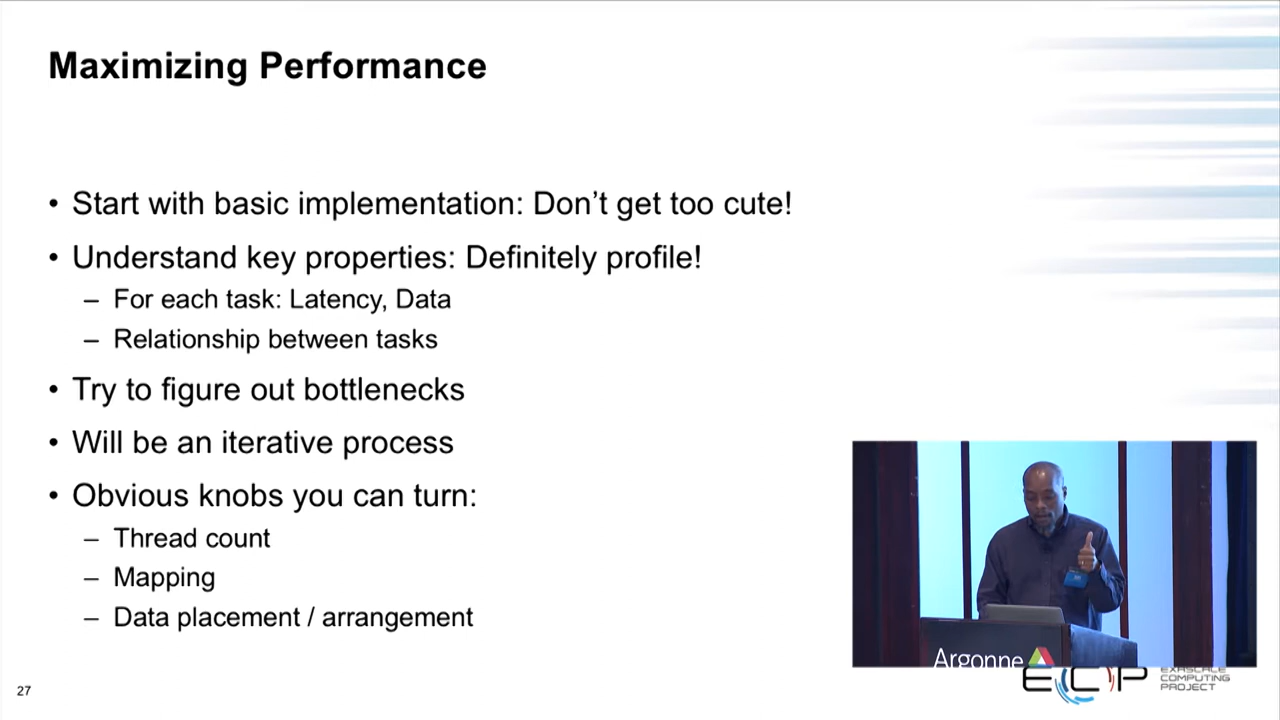 Maximizing Performance
• Start with basic implementation: Don’t get too cute!
• Understand key properties: Definitely profile!
– For each task: Latency, Data
– Relationship between tasks
• Try to figure out bottlenecks
• Will be an iterative process
• Obvious knobs you can turn:
– Thread count
– Mapping
– Data placement / arrangement
Argonne
27
ECP
EXASCALE
COMPUTING
PROJECT